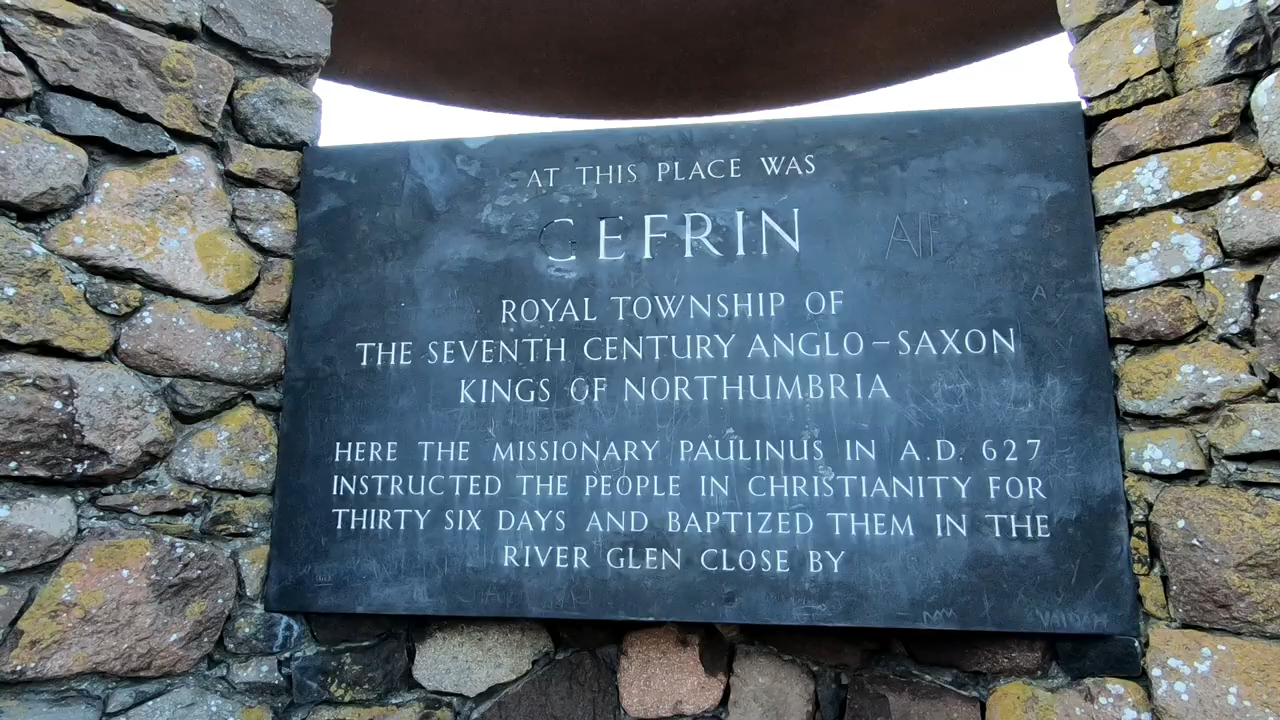 AT THIS PLACE WAS
GEFRIN
AIF
ROYAL TOWNSHIP OF
THE SEVENTH CENTURY ANGLO-SAXON
KINGS OF NORTHUMBRIA
HERE THE MISSIONARY PAULINUS IN A.D. 627
INSTRUCTED THE PEOPLE IN CHRISTIANITY FOR
THIRTY SIX DAYS AND BAPTIZED THEM IN THE
RIVER GLEN CLOSE BY